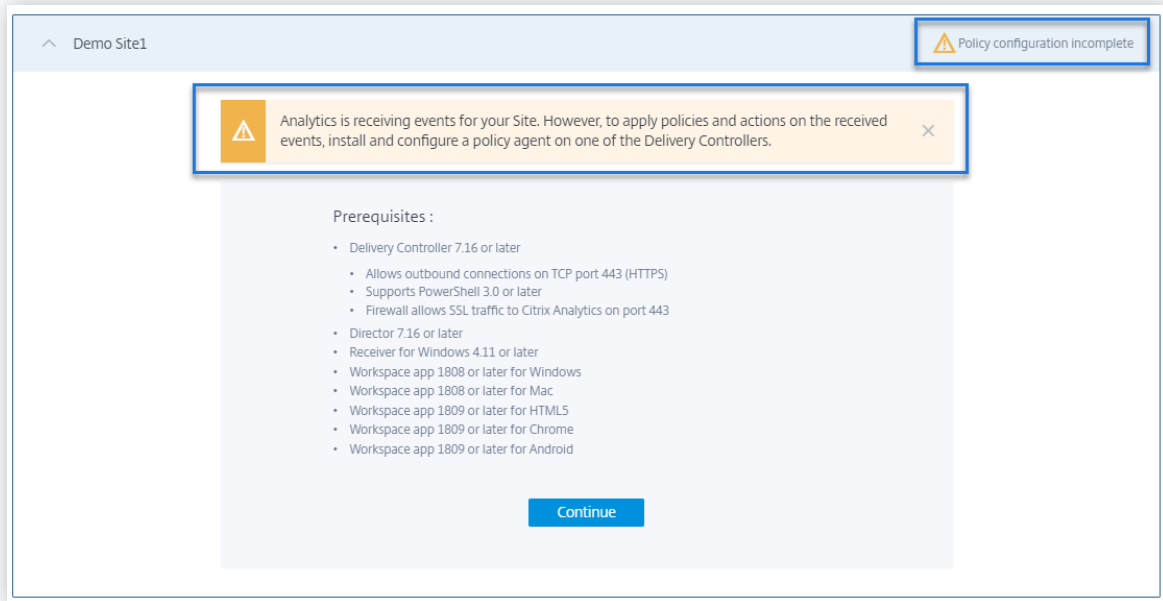 Demo Site1
Policy configuration incomplete
Analytics is receiving events for your Site. However, to apply policies and actions on the received
events, install and configure a policy agent on one of the Delivery Controllers.
Prerequisites :
• Delivery Controller 7.16 or later
• Allows outbound connections on TCP port 443 (HTTPS)
• Supports PowerShell 3.0 or later
• Firewall allows SSL traffic to Citrix Analytics on port 443
• Director 7.16 or later
• Receiver for Windows 4.11 or later
• Workspace app 1808 or later for Windows
• Workspace app 1808 or later for Mac
• Workspace app 1809 or later for HTML5
• Workspace app 1809 or later for Chrome
• Workspace app 1809 or later for Android
Continue